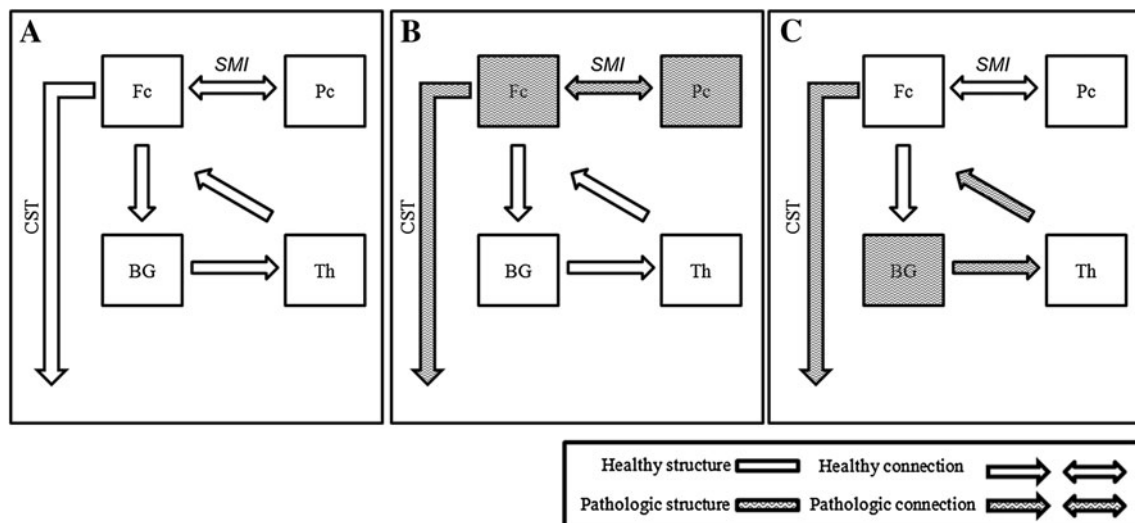 A
SMI
Fc
Pc
CST
BG
Th
B
SMI
Fc
Pc
CST
BG
Th
C
SMI
Fc
Pc
CST
BG
Th
Healthy structure
Healthy connection
Pathologic structure
Pathologic connection